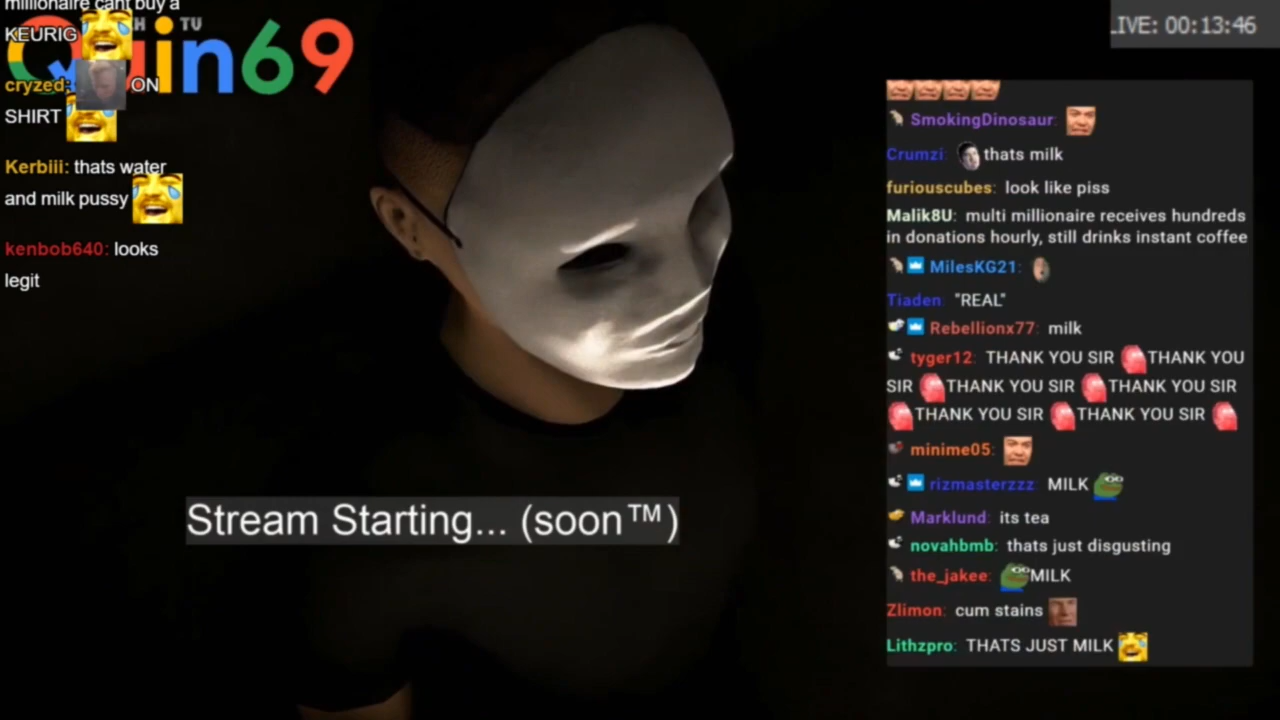 millionaire cant buy a
KEURIG
TV
Quin69
cryzed: ON
SHIRT
Kerbiii: thats water
and milk pussy
kenbob640: looks
legit
Stream Starting... (soon™)
LIVE: 00:13:46
SmokingDinosaur:
Crumzi: thats milk
furiouscubes: look like piss
Malik8U: multi millionaire receives hundreds
in donations hourly, still drinks instant coffee
MilesKG21:
Tiaden: "REAL"
Rebellionx77: milk
tyger12: THANK YOU SIR THANK YOU
SIR THANK YOU SIR THANK YOU SIR
THANK YOU SIR THANK YOU SIR
minime05:
rizmasterzzz: MILK
Marklund: its tea
novahbmb: thats just disgusting
the_jakee: MILK
Zlimon: cum stains
Lithzpro: THATS JUST MILK